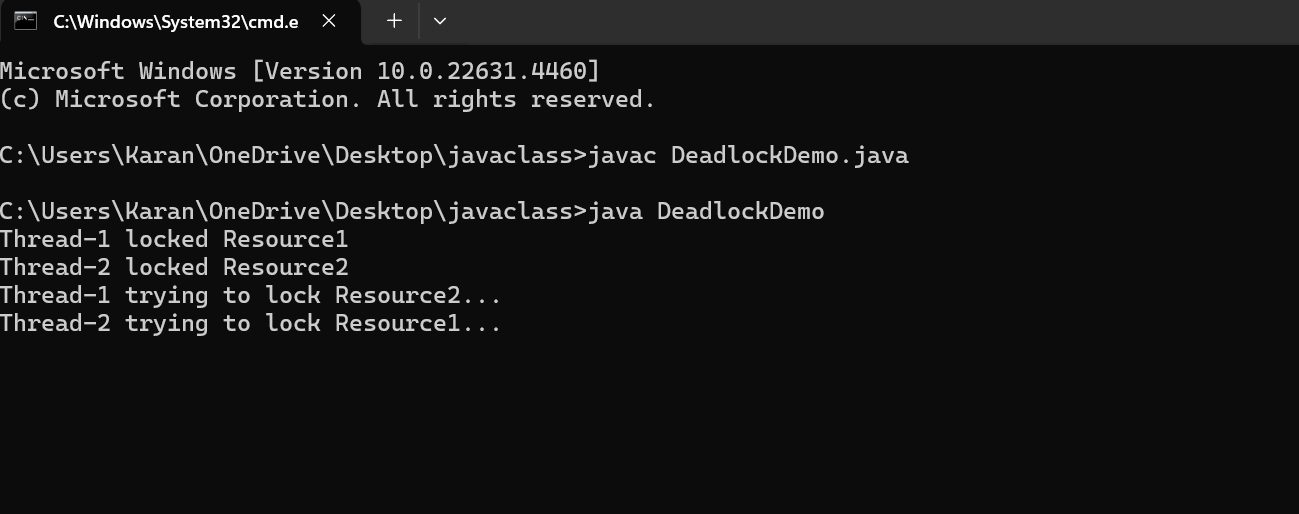 C:\Windows\System32\cmd.e
Microsoft Windows [Version 10.0.22631.4460]
(c) Microsoft Corporation. All rights reserved.
C:\Users\Karan\OneDrive\Desktop\javaclass>javac DeadlockDemo.java
C:\Users\Karan\OneDrive\Desktop\javaclass>java DeadlockDemo
Thread-1 locked Resource1
Thread-2 locked Resource2
Thread-1 trying to lock Resource2...
Thread-2 trying to lock Resource1...